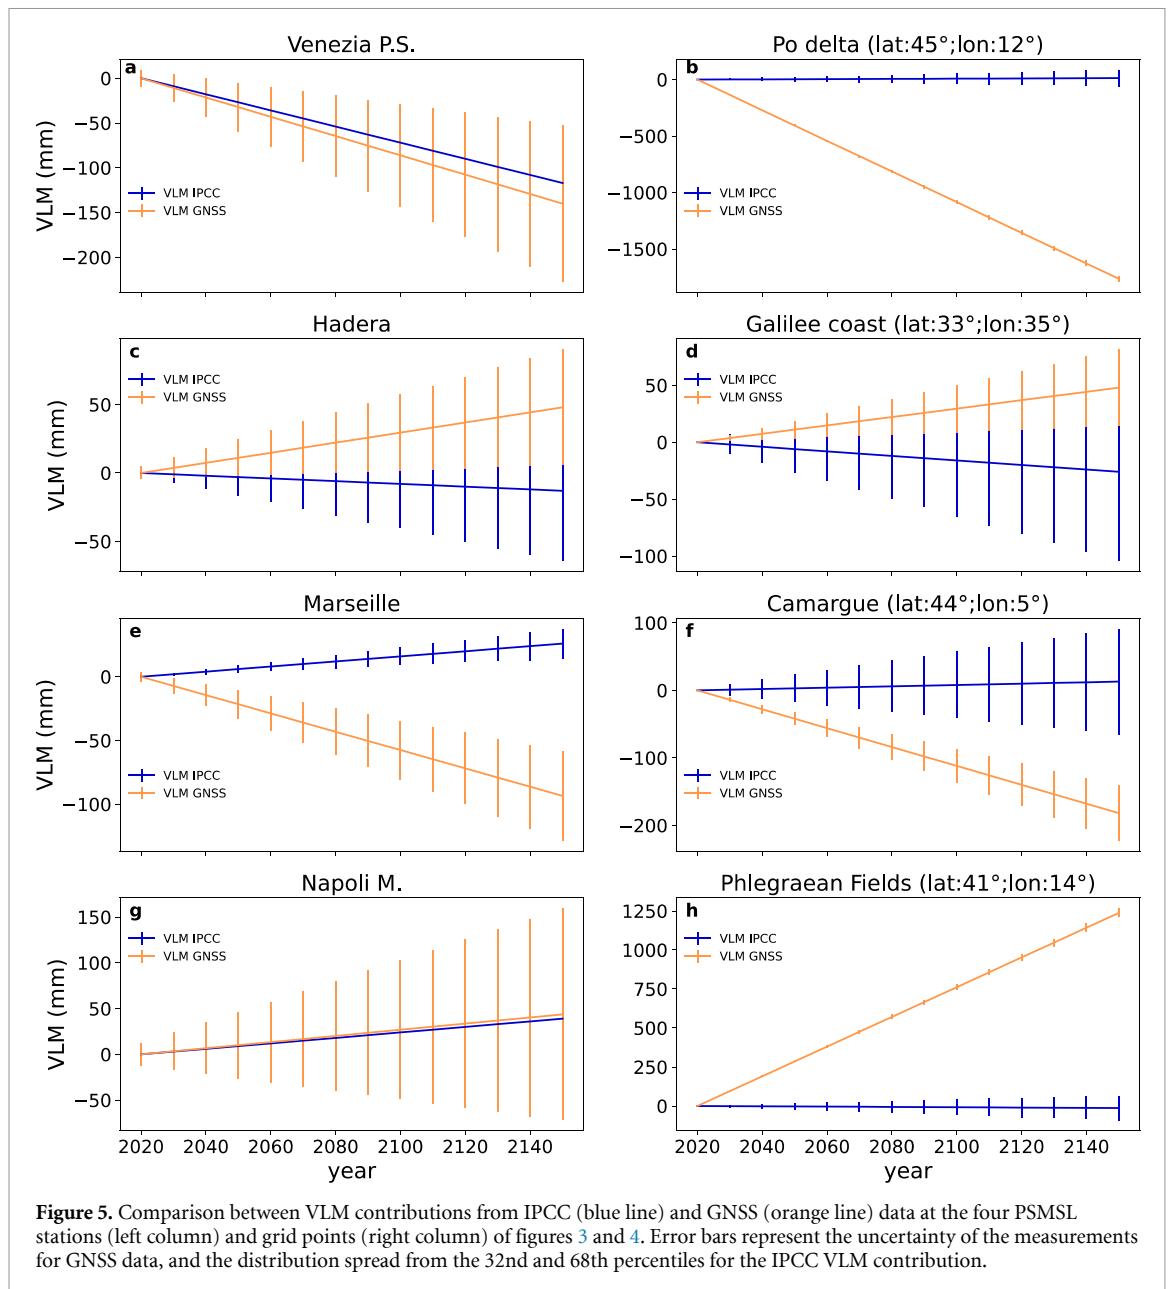 Venezia P.S.
a
0
−50
−100
−150
−200
VLM (mm)
VLM IPCC
VLM GNSS
Po delta (lat:45°;lon:12°)
b
0
−500
−1000
−1500
VLM IPCC
VLM GNSS
Hadera
c
50
0
−50
VLM (mm)
VLM IPCC
VLM GNSS
Galilee coast (lat:33°;lon:35°)
d
50
0
−50
−100
VLM IPCC
VLM GNSS
Marseille
e
0
−50
−100
VLM (mm)
VLM IPCC
VLM GNSS
Camargue (lat:44°;lon:5°)
f
100
0
−100
−200
VLM IPCC
VLM GNSS
Napoli M.
g
150
100
50
0
−50
VLM (mm)
VLM IPCC
VLM GNSS
2020 2040 2060 2080 2100 2120 2140
year
Phlegraean Fields (lat:41°;lon:14°)
h
1250
1000
750
500
250
0
VLM IPCC
VLM GNSS
2020 2040 2060 2080 2100 2120 2140
year
Figure 5. Comparison between VLM contributions from IPCC (blue line) and GNSS (orange line) data at the four PSMSL
stations (left column) and grid points (right column) of figures 3 and 4. Error bars represent the uncertainty of the measurements
for GNSS data, and the distribution spread from the 32nd and 68th percentiles for the IPCC VLM contribution.